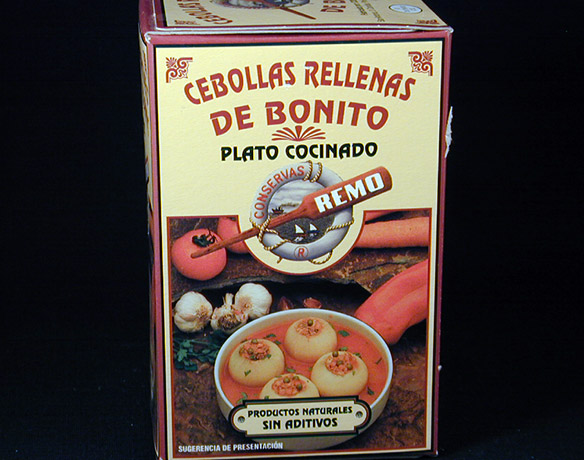 CEBOLLAS RELLENAS
DE BONITO
PLATO COCINADO
CONSERVAS
REMO
R
PRODUCTOS NATURALES
SIN ADITIVOS
SUGERENCIA DE PRESENTACIÓN